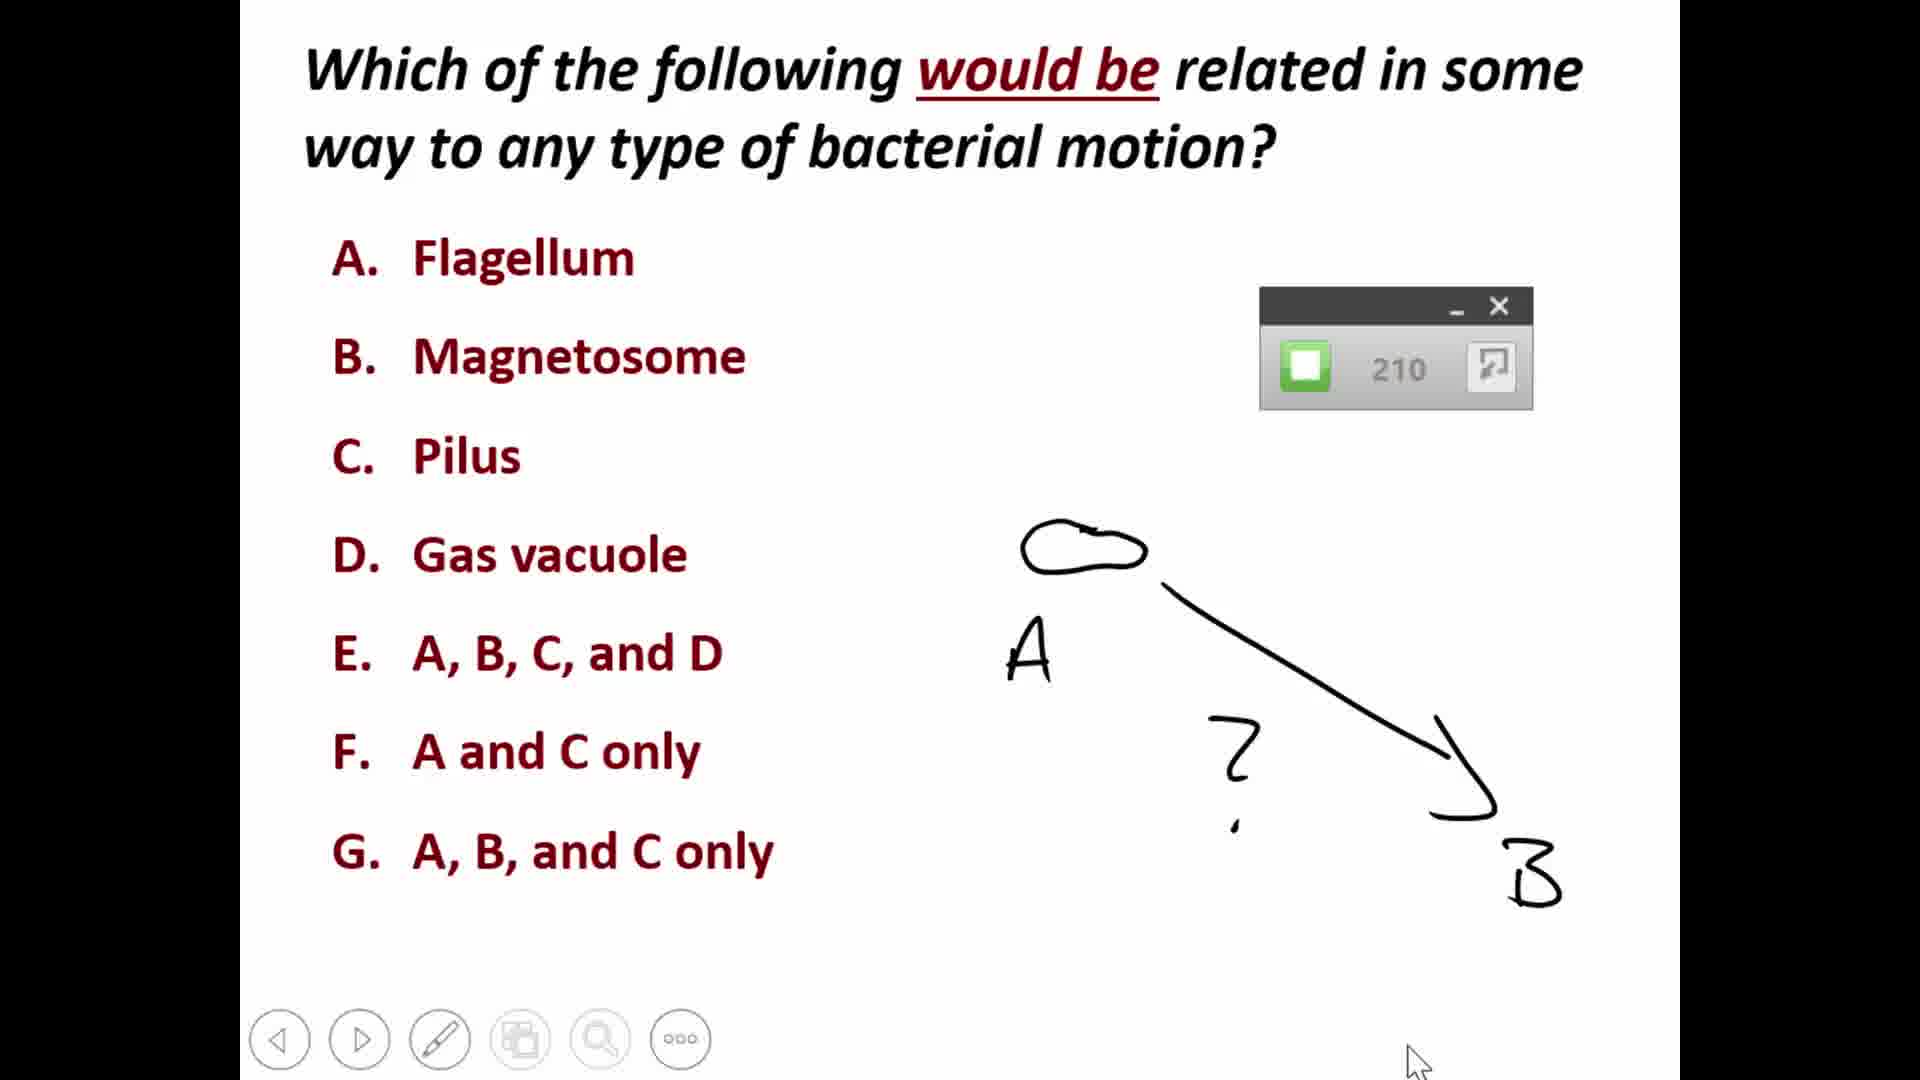 Which of the following would be related in some
way to any type of bacterial motion?
A. Flagellum
B. Magnetosome
C. Pilus
D. Gas vacuole
E. A, B, C, and D
F. A and C only
G. A, B, and C only
210
A
?
B